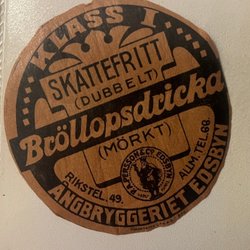 KLASS I
SKATTEFRITT
(DUBBELT)
Bröllopsdricka
(MÖRKT)
RIKSTEL. 49.
ALLM. TEL. 68.
ÅNGBRYGGERIET EDSBYN